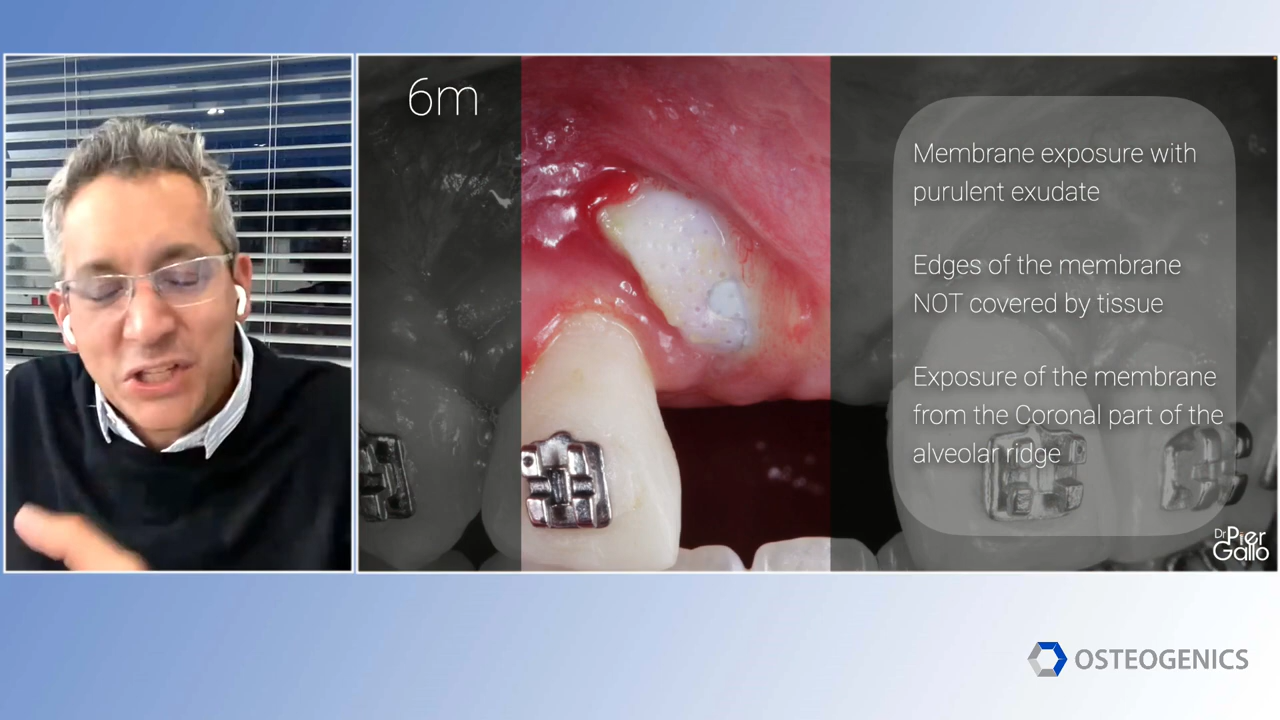 6m
Membrane exposure with
purulent exudate
Edges of the membrane
NOT covered by tissue
Exposure of the membrane
from the Coronal part of the
alveolar ridge
Dr.Pier
Gallo
OSTEOGENICS